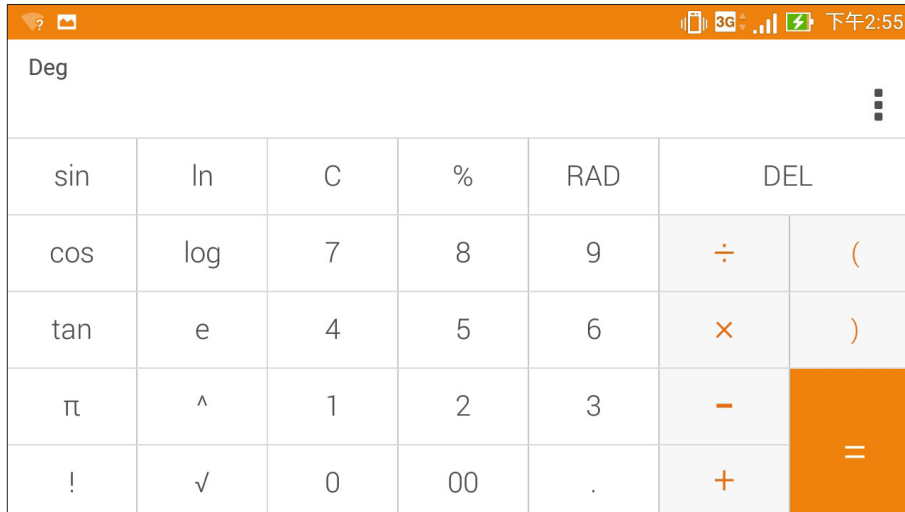 ? 3G 下午2:55
Deg
sin ln C % RAD DEL
cos log 7 8 9 ÷ (
tan e 4 5 6 × )
π ^ 1 2 3 −
=
! √ 0 00 . +